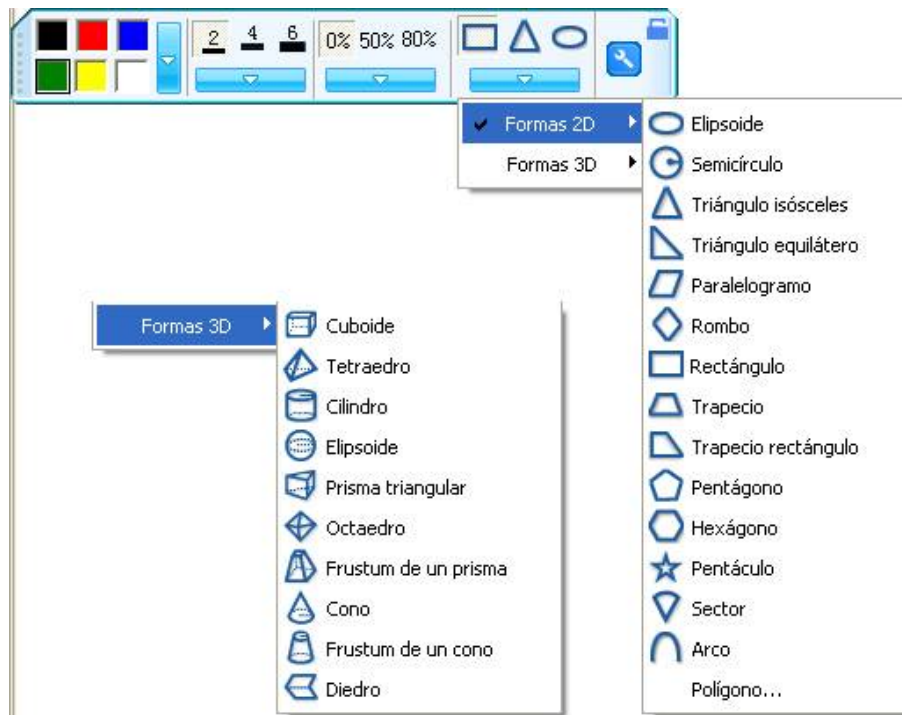 2 4 6 0% 50% 80%
Formas 2D
Formas 3D
Elipsoide
Semicírculo
Triángulo isósceles
Triángulo equilátero
Paralelogramo
Rombo
Rectángulo
Trapecio
Trapecio rectángulo
Pentágono
Hexágono
Pentáculo
Sector
Arco
Polígono...
Formas 3D
Cuboide
Tetraedro
Cilindro
Elipsoide
Prisma triangular
Octaedro
Frustum de un prisma
Cono
Frustum de un cono
Diedro